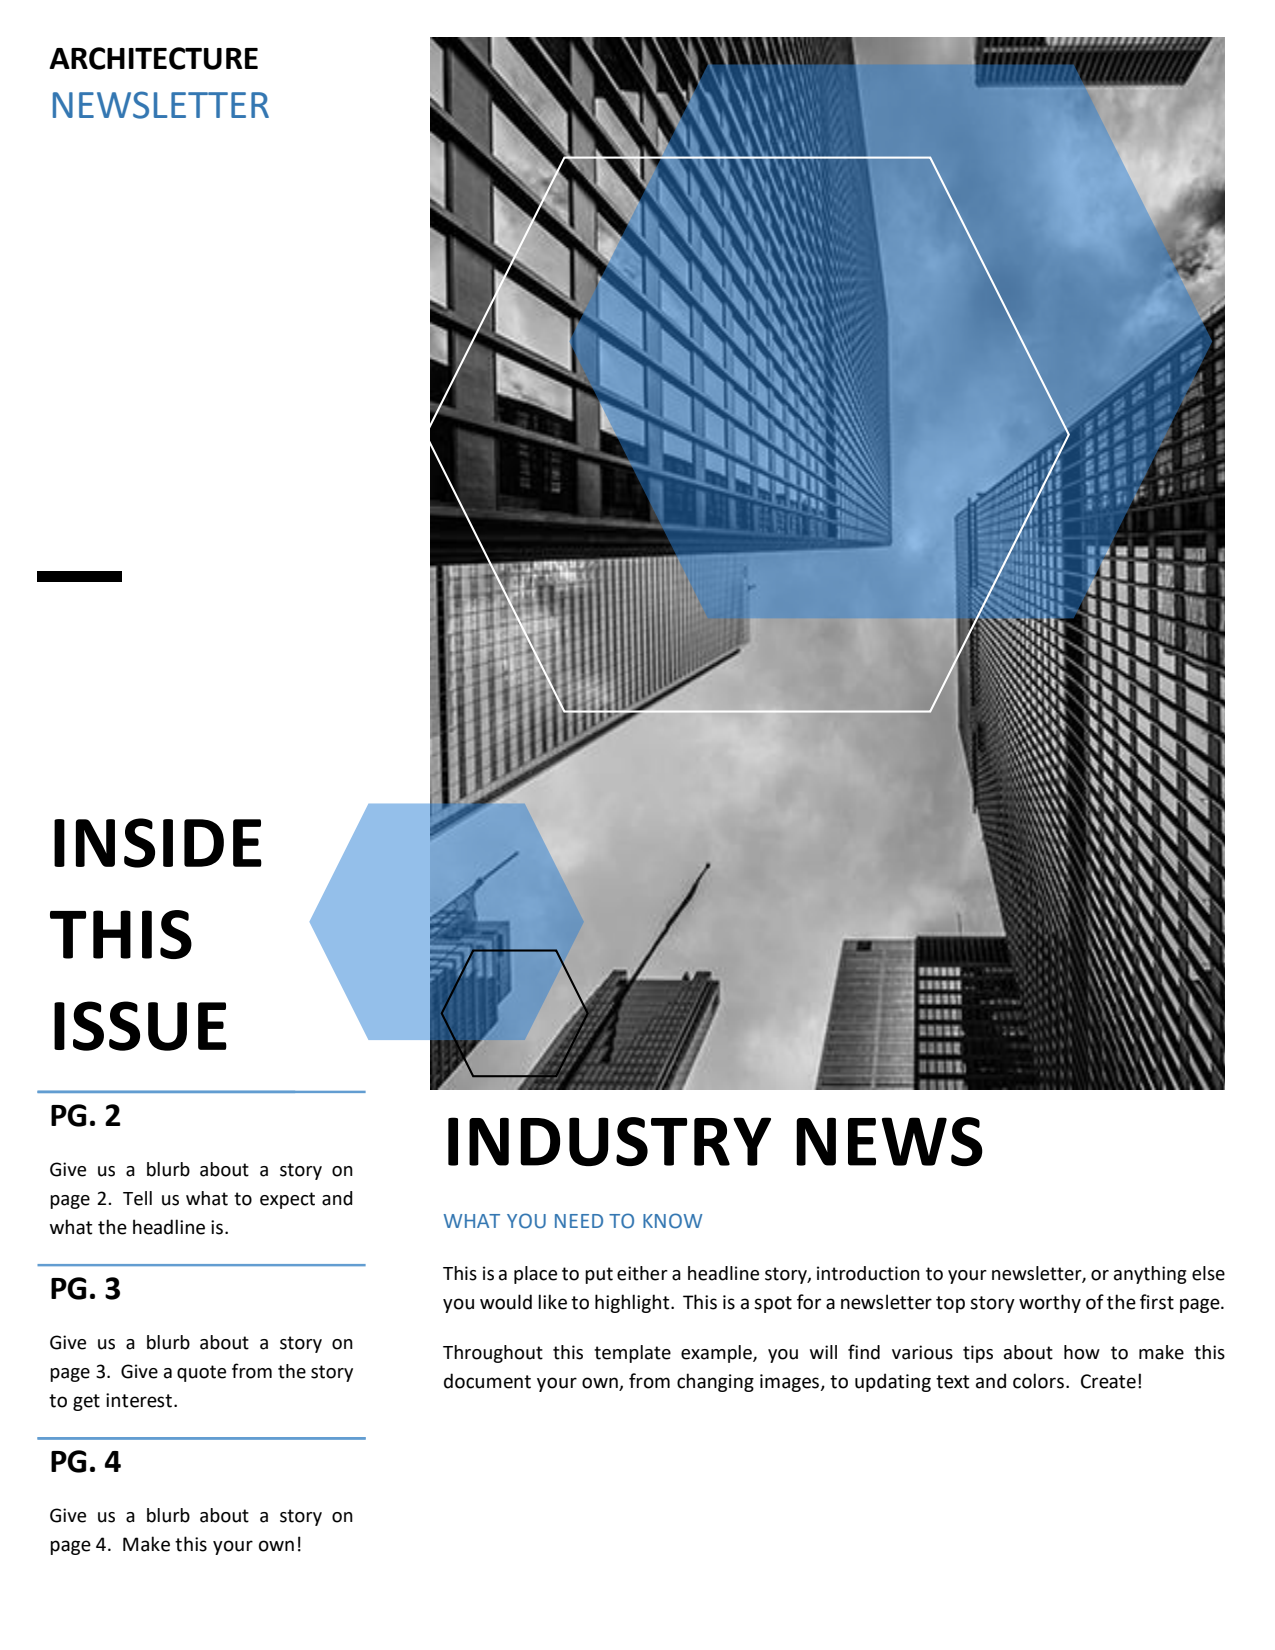 ARCHITECTURE
NEWSLETTER
INSIDE
THIS
ISSUE
PG. 2
Give us a blurb about a story on
page 2.  Tell us what to expect and
what the headline is.
PG. 3
Give us a blurb about a story on
page 3.  Give a quote from the story
to get interest.
PG. 4
Give us a blurb about a story on
page 4.  Make this your own!
INDUSTRY NEWS
WHAT YOU NEED TO KNOW
This is a place to put either a headline story, introduction to your newsletter, or anything else
you would like to highlight.  This is a spot for a newsletter top story worthy of the first page.
Throughout this template example, you will find various tips about how to make this
document your own, from changing images, to updating text and colors.  Create!